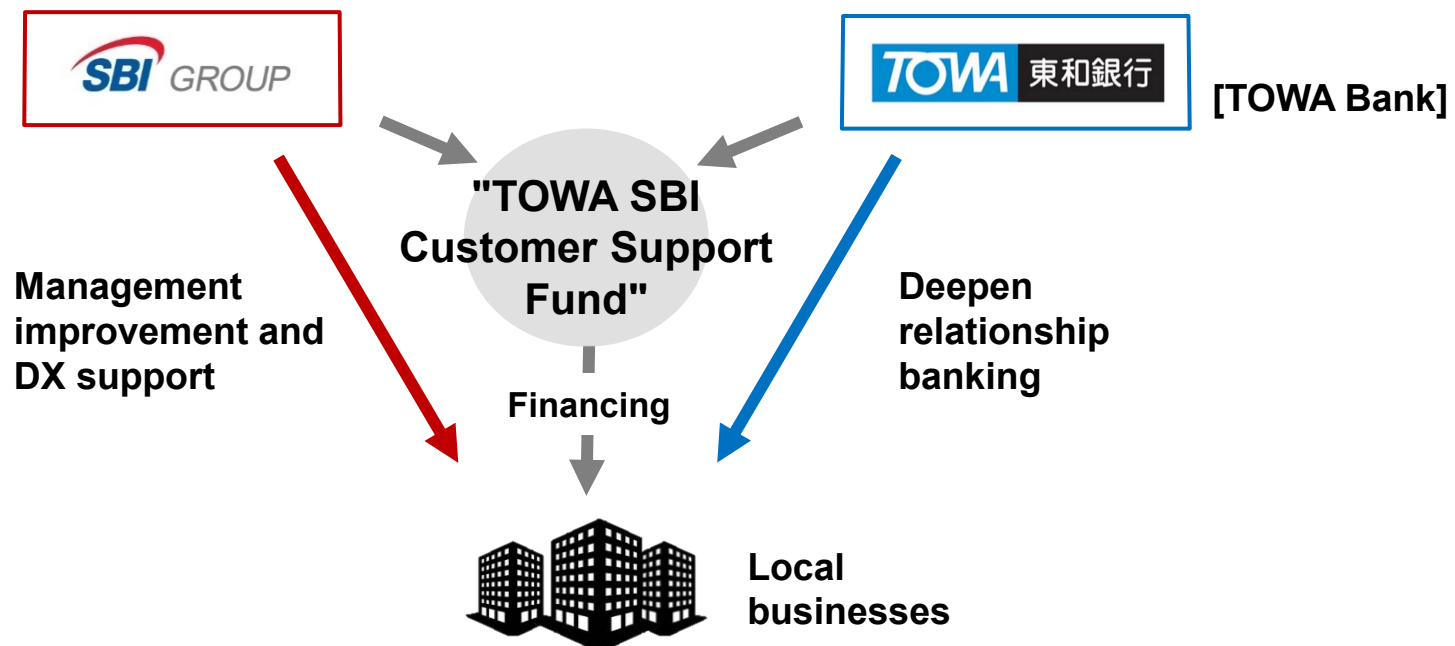 SBI GROUP
TOWA 東和銀行
[TOWA Bank]
"TOWA SBI
Customer Support
Fund"
Management
improvement and
DX support
Deepen
relationship
banking
Financing
Local
businesses